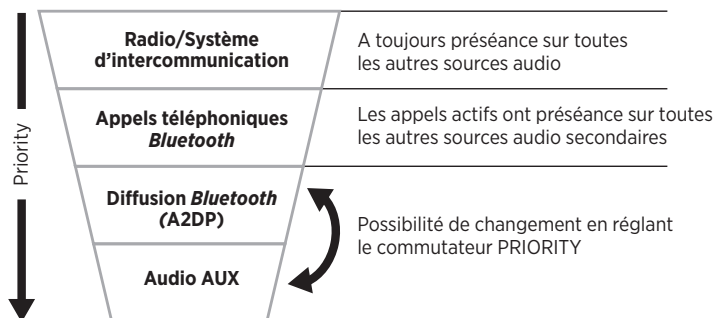 Priority
Radio/Système
d'intercommunication
A toujours préséance sur toutes
les autres sources audio
Appels téléphoniques
Bluetooth
Les appels actifs ont préséance sur toutes
les autres sources audio secondaires
Diffusion Bluetooth
(A2DP)
Possibilité de changement en réglant
le commutateur PRIORITY
Audio AUX